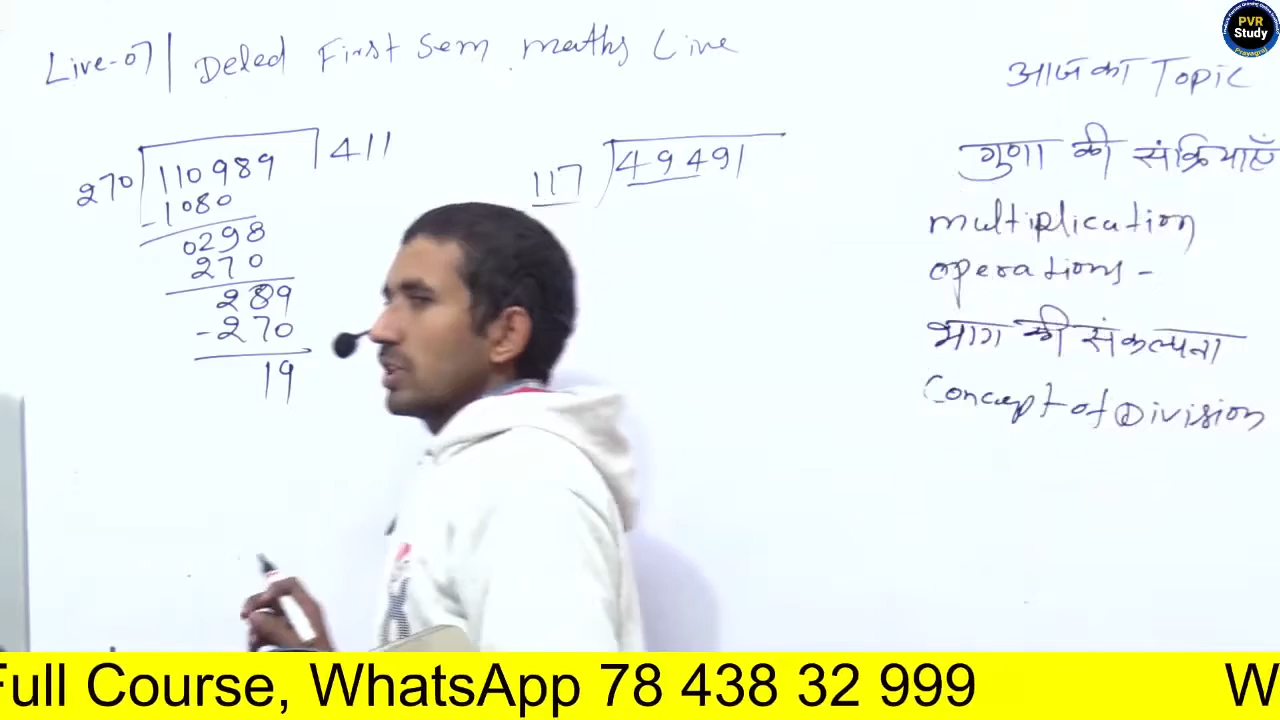 Live-07| Deled First Sem maths Live
270 110989 411
-1080
0298
270
289
-270
19
117 49491
आज का Topic
गुणा की संक्रियाएँ
multiplication
operations -
भाग की संकल्पना
Concept of Division
PVR
Study
Prayagraj
Full Course, WhatsApp 78 438 32 999 W